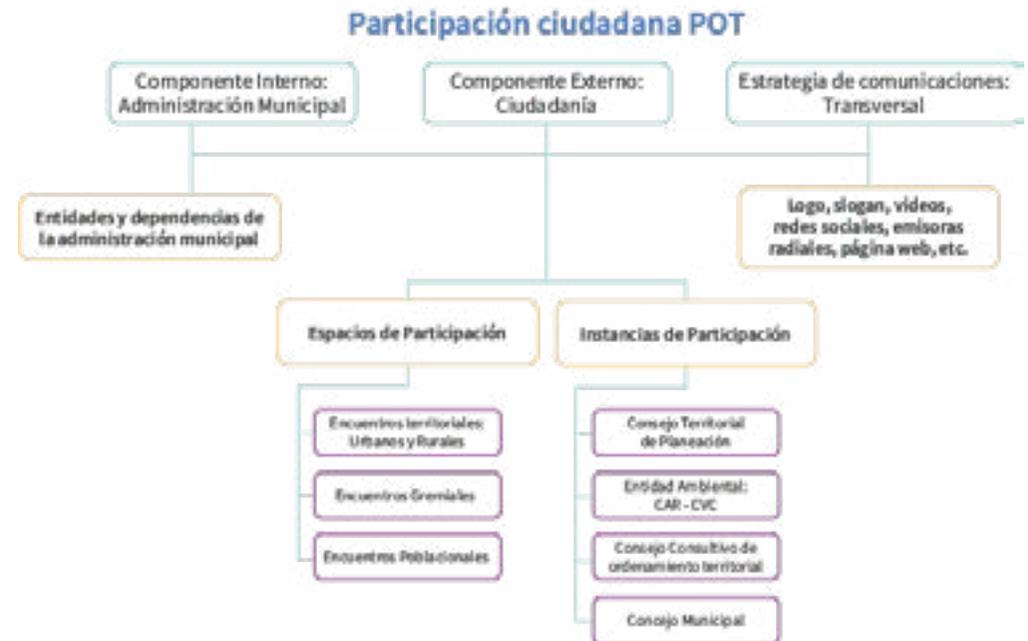 Participación ciudadana POT
Componente Interno:
Administración Municipal
Componente Externo:
Ciudadanía
Estrategia de comunicaciones:
Transversal
Entidades y dependencias de
la administración municipal
Logo, slogan, videos,
redes sociales, emisoras
radiales, página web, etc.
Espacios de Participación
Instancias de Participación
Encuentros territoriales:
Urbanos y Rurales
Encuentros Gremiales
Encuentros Poblacionales
Consejo Territorial
de Planeación
Entidad Ambiental:
CAR - CVC
Consejo Consultivo de
ordenamiento territorial
Concejo Municipal